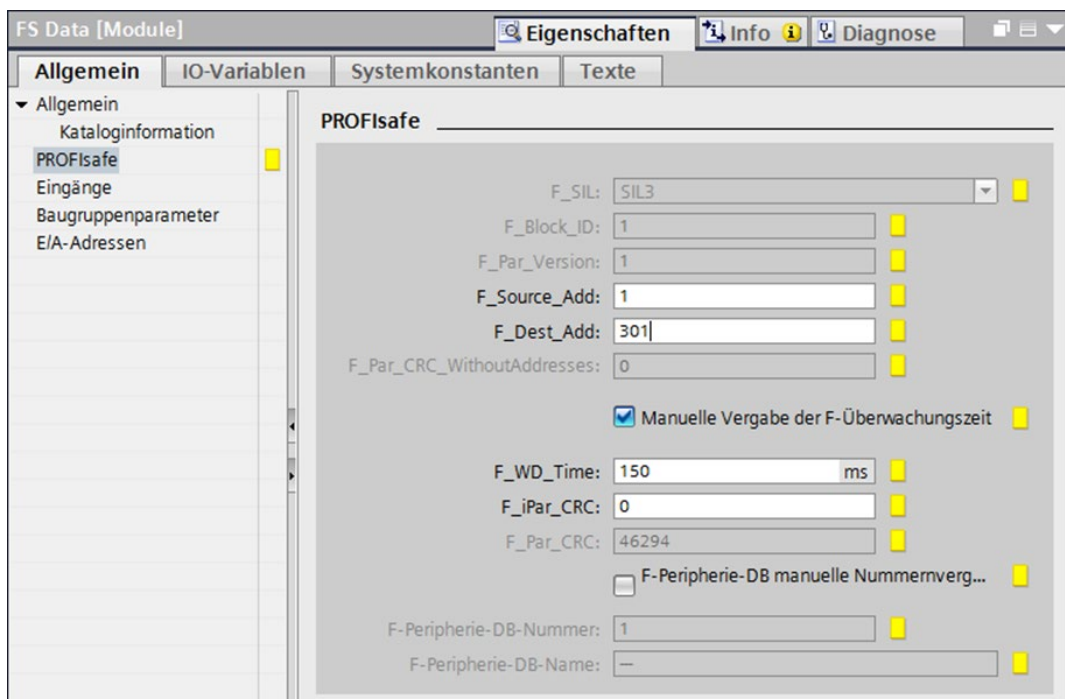 FS Data [Module]
Eigenschaften
Info
Diagnose
Allgemein
IO-Variablen
Systemkonstanten
Texte
Allgemein
Kataloginformation
PROFIsafe
Eingänge
Baugruppenparameter
E/A-Adressen
PROFIsafe
F_SIL: SIL3
F_Block_ID: 1
F_Par_Version: 1
F_Source_Add: 1
F_Dest_Add: 301
F_Par_CRC_WithoutAddresses: 0
Manuelle Vergabe der F-Überwachungszeit
F_WD_Time: 150 ms
F_iPar_CRC: 0
F_Par_CRC: 46294
F-Peripherie-DB manuelle Nummernverg...
F-Peripherie-DB-Nummer: 1
F-Peripherie-DB-Name: —